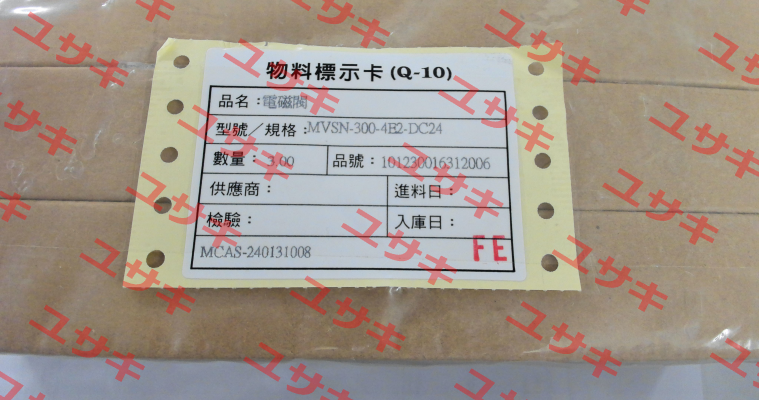 物料標示卡 (Q-10)
品名：電磁閥
型號／規格：MVSN-300-4E2-DC24
數量：3.00 品號：101230016312006
供應商： 進料日：
檢驗： 入庫日：
MCAS-240131008 FE
ユサキ